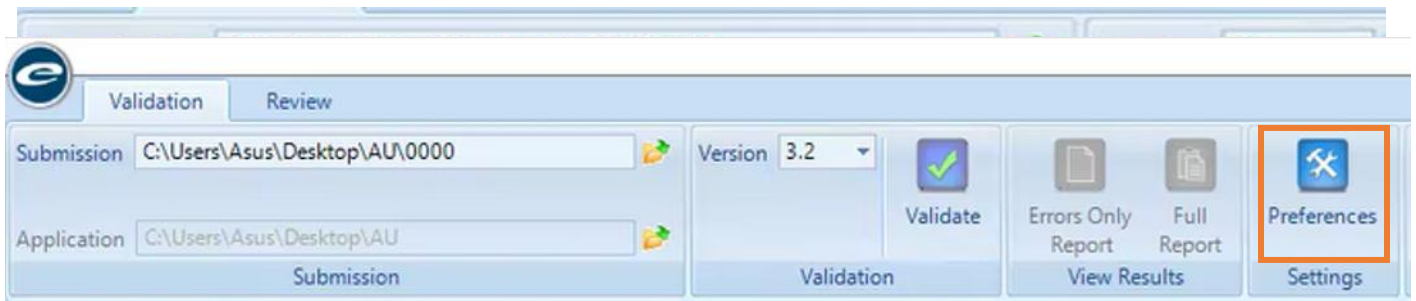 Validation Review
Submission C:\Users\Asus\Desktop\AU\0000 Version 3.2
Validate Errors Only Full Preferences
Application C:\Users\Asus\Desktop\AU Report Report
Submission Validation View Results Settings